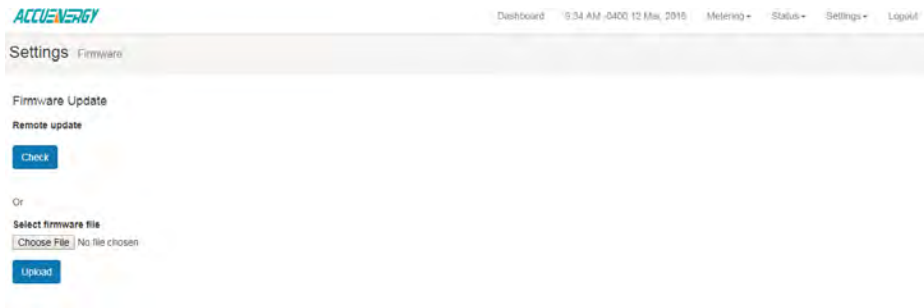 ACCUENERGY
Dashboard 9:34 AM -0400 12 Mar, 2016 Metering Status Settings Logout
Settings Firmware
Firmware Update
Remote update
Check
Or
Select firmware file
Choose File No file chosen
Upload